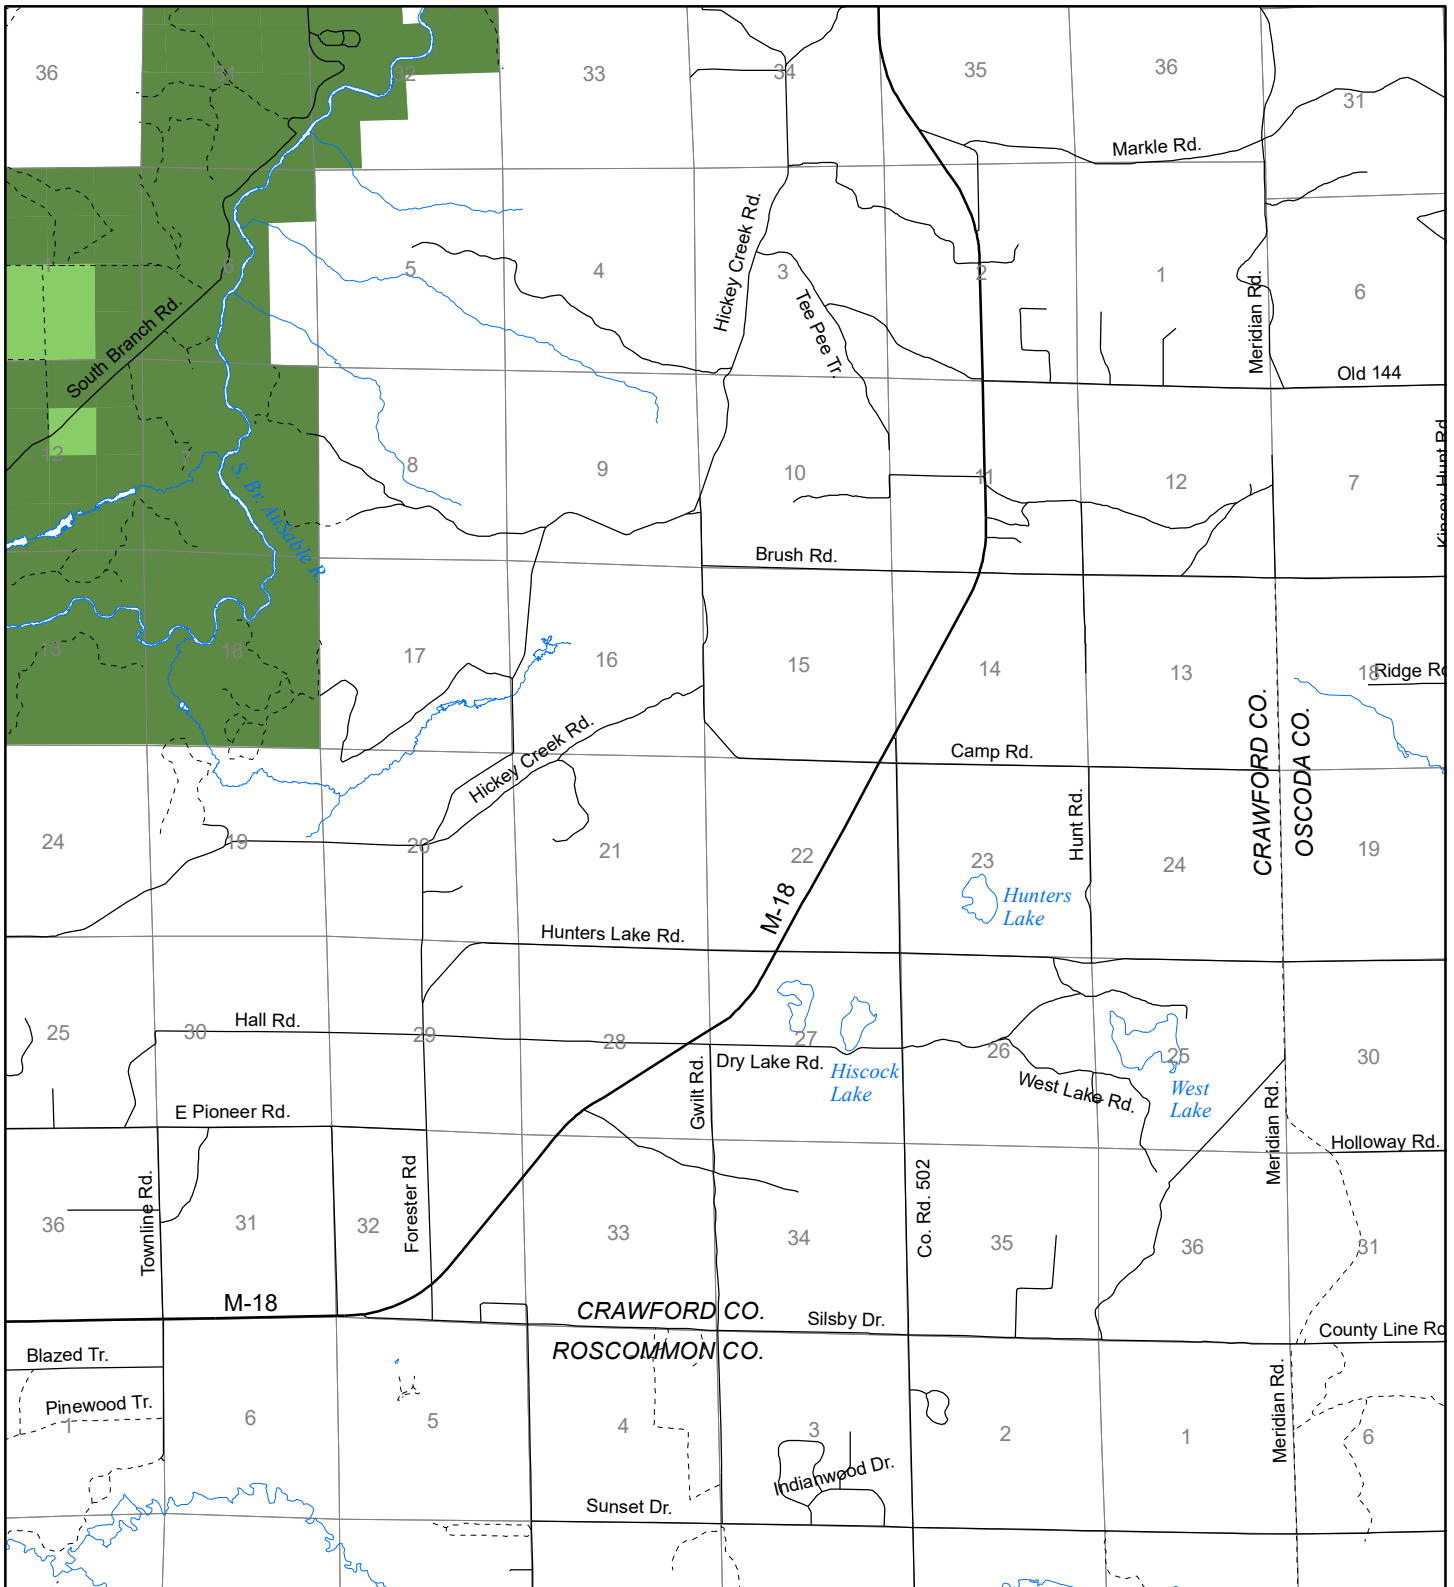 36
31
32
33
34
35
36
31
Markle Rd.
1
6
5
4
Hickey Creek Rd.
3
Tee Pee Tr.
2
1
Meridian Rd.
6
South Branch Rd.
Old 144
12
7
8
9
10
11
12
7
Kinsey Hunt Rd.
S. Br. AuSable R.
Brush Rd.
13
18
17
16
15
14
13
18
Ridge Rd
CRAWFORD CO.
OSCODA CO.
Camp Rd.
Hickey Creek Rd.
24
19
20
21
22
23
Hunt Rd.
24
19
M-18
Hunters
Lake
Hunters Lake Rd.
25
30
Hall Rd.
29
28
27
26
25
30
Gwilt Rd.
Dry Lake Rd.
Hiscock
Lake
West Lake Rd.
West
Lake
E Pioneer Rd.
Meridian Rd.
Holloway Rd.
36
Townline Rd.
31
32
Forester Rd
33
34
Co. Rd. 502
35
36
31
M-18
CRAWFORD CO.
Silsby Dr.
County Line Rd
ROSCOMMON CO.
Blazed Tr.
Pinewood Tr.
1
6
5
4
3
2
1
Meridian Rd.
6
Indianwood Dr.
Sunset Dr.